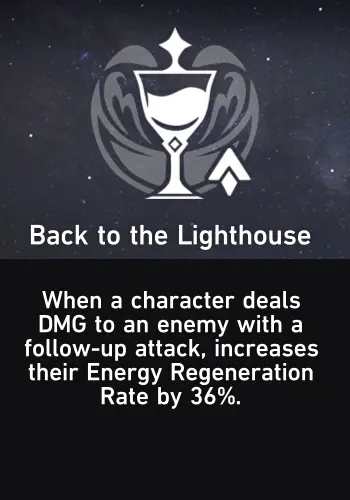 Back to the Lighthouse
When a character deals
DMG to an enemy with a
follow-up attack, increases
their Energy Regeneration
Rate by 36%.